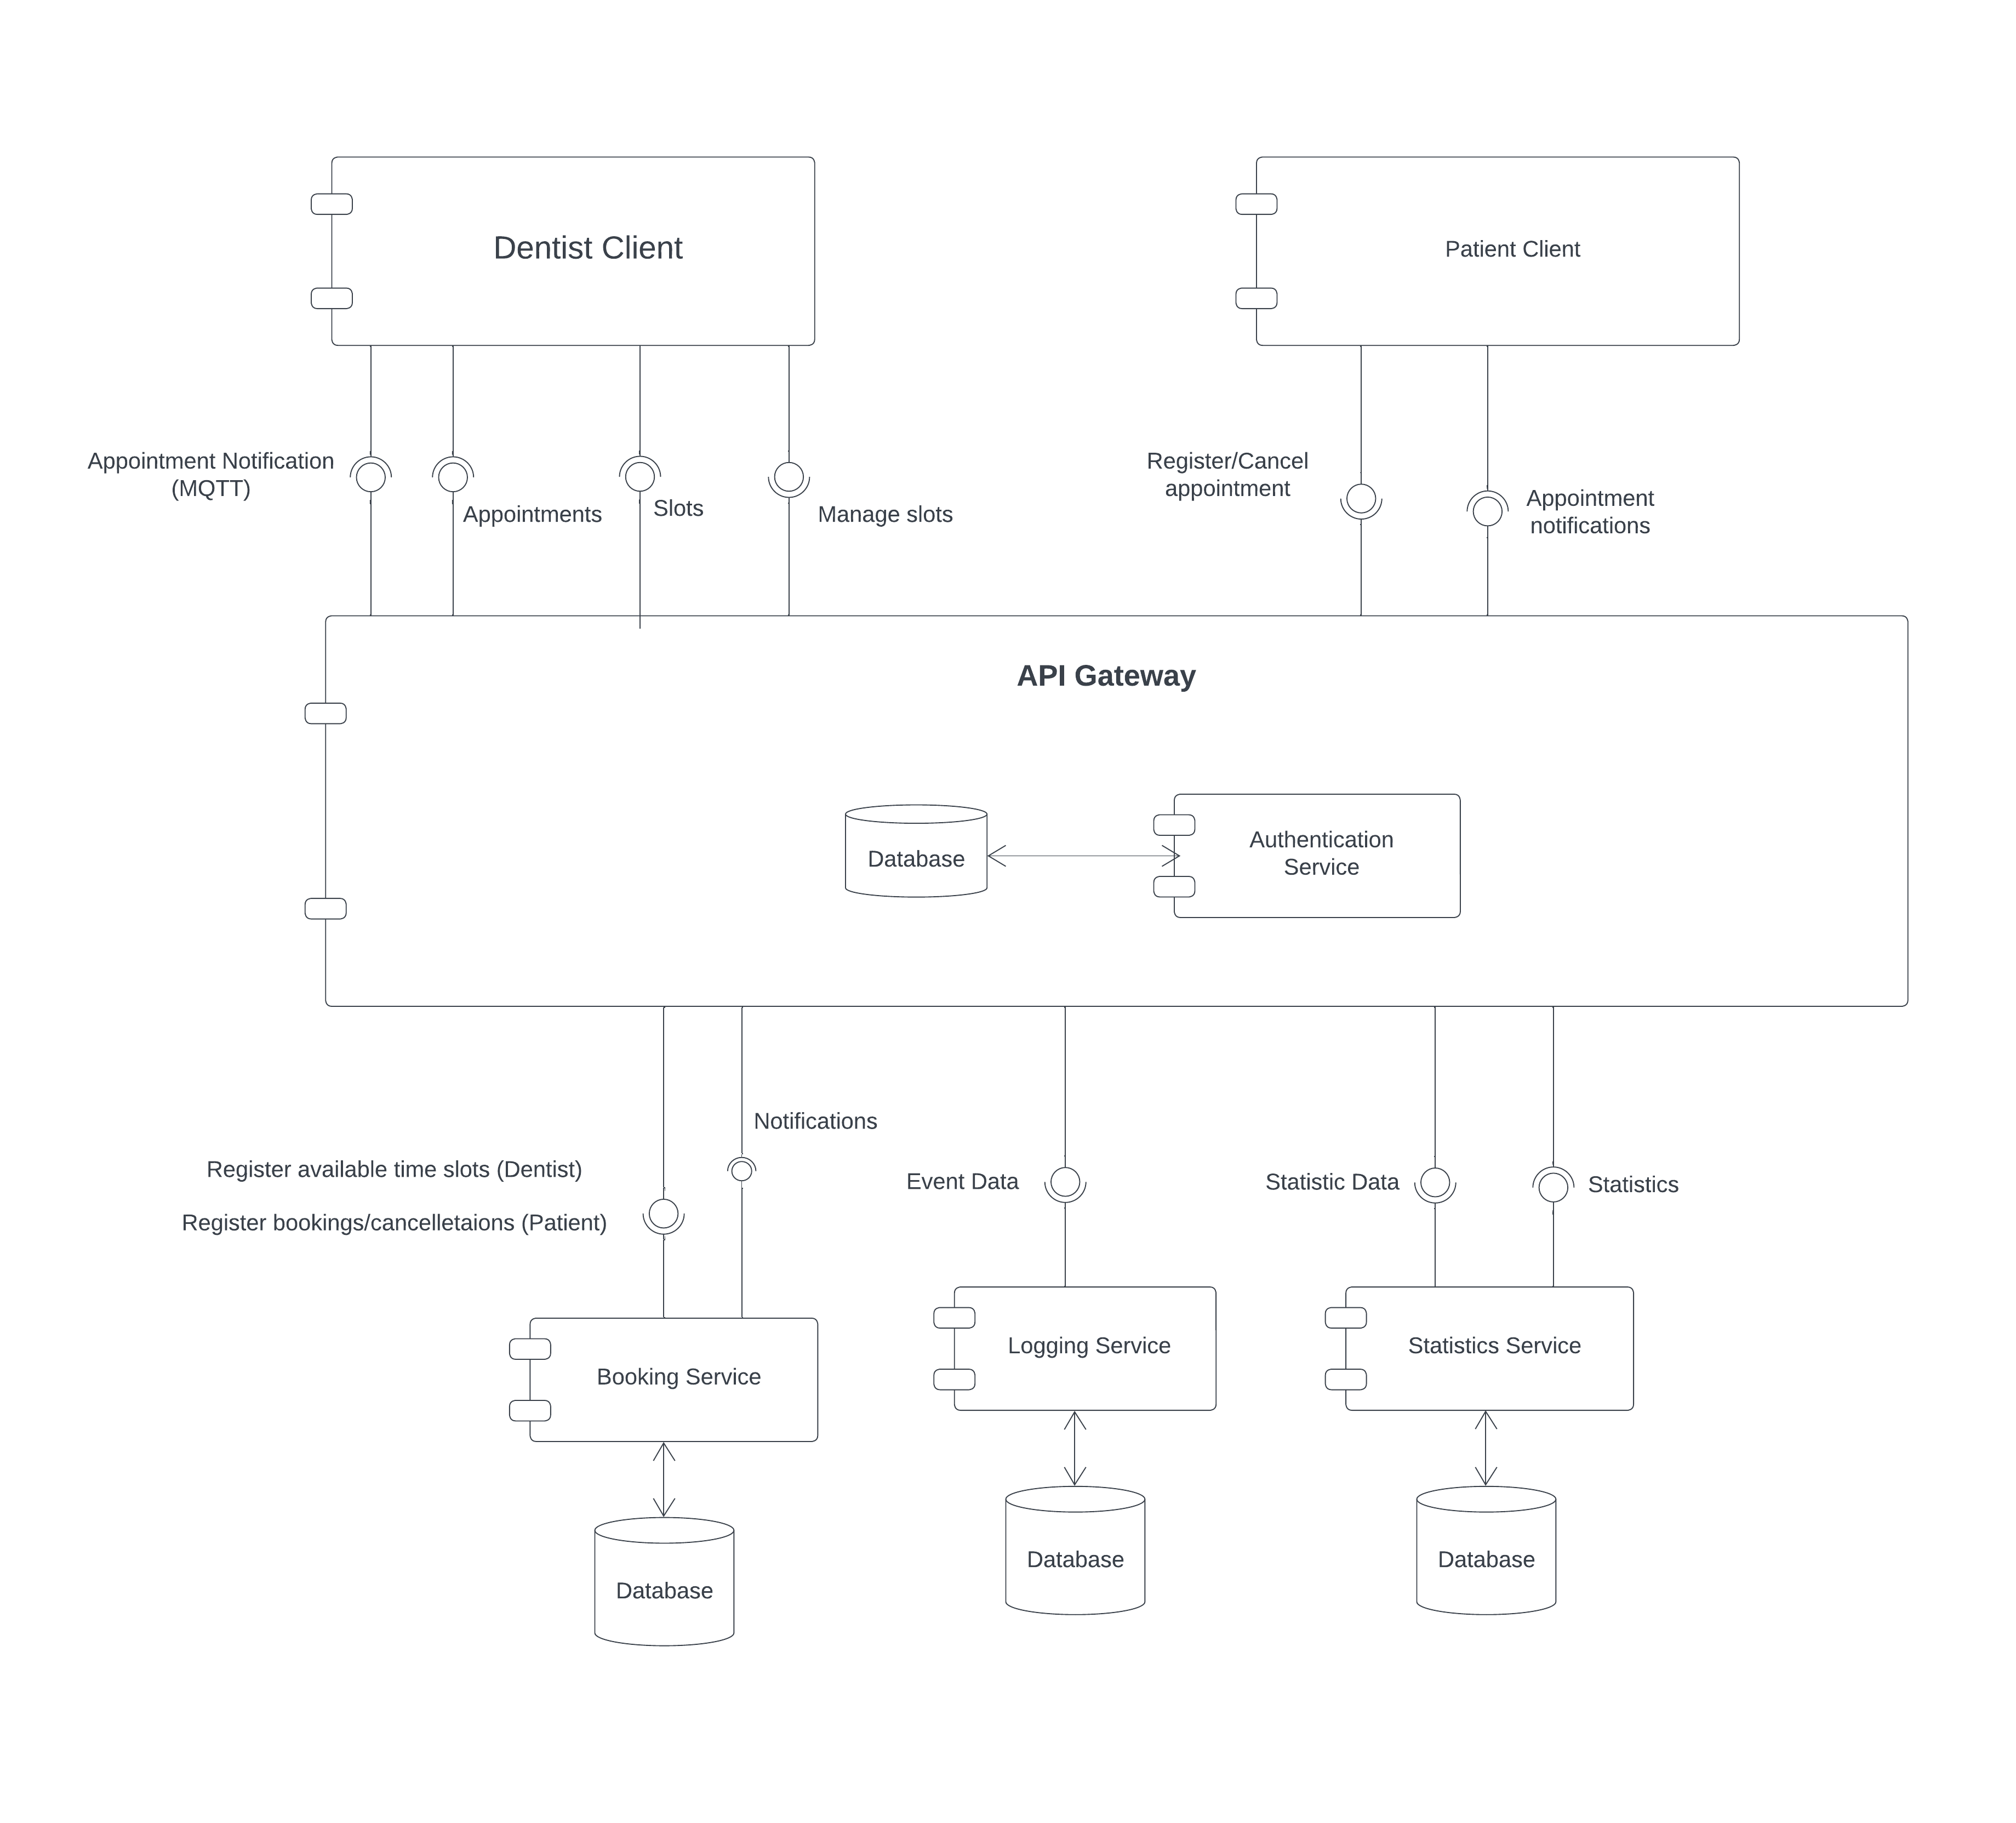 Dentist Client
Patient Client
Appointment Notification
(MQTT)
Appointments
Slots
Manage slots
Register/Cancel
appointment
Appointment
notifications
API Gateway
Database
Authentication
Service
Notifications
Register available time slots (Dentist)
Register bookings/cancelletaions (Patient)
Event Data
Statistic Data
Statistics
Booking Service
Logging Service
Statistics Service
Database
Database
Database